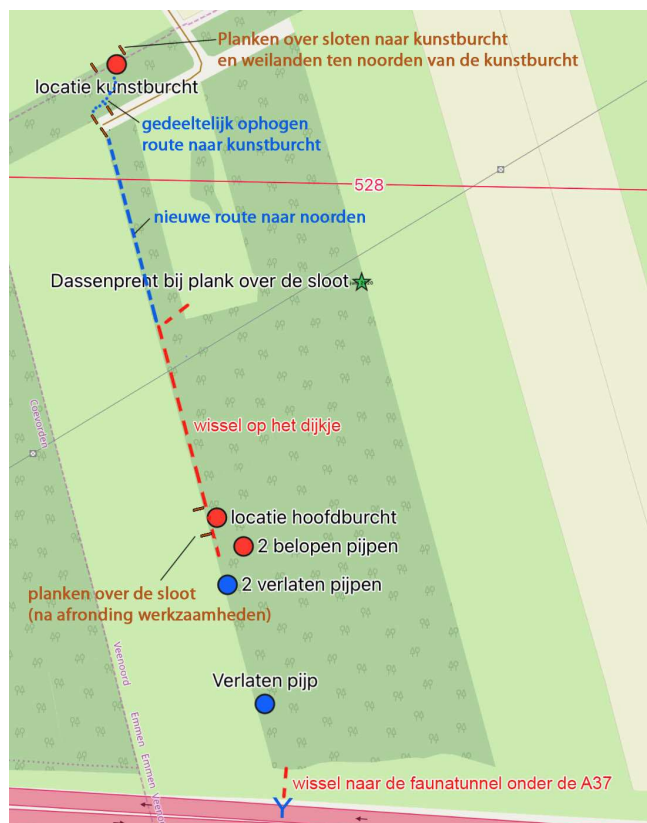 Planken over sloten naar kunstburcht
en weilanden ten noorden van de kunstburcht
locatie kunstburcht
gedeeltelijk ophogen
route naar kunstburcht
528
nieuwe route naar noorden
Dassenprent bij plank over de sloot
wissel op het dijkje
Coevorden
locatie hoofdburcht
2 belopen pijpen
2 verlaten pijpen
planken over de sloot
(na afronding werkzaamheden)
Verlaten pijp
Veenoord
Emmen
Emmen
Veenoord
wissel naar de faunatunnel onder de A37